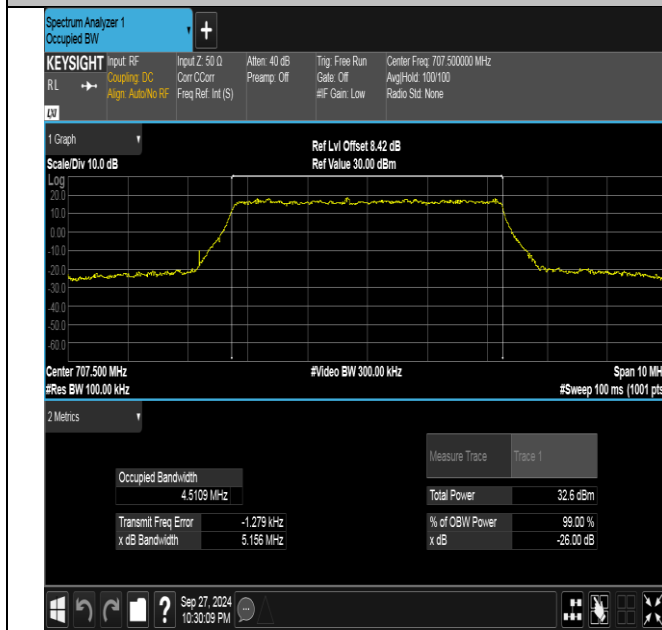 Spectrum Analyzer 1
Occupied BW
+
KEYSIGHT Input: RF Input Z: 50 Ω Atten: 40 dB Trig: Free Run Center Freq: 707.500000 MHz
RL Coupling: DC Corr CCorr Preamp: Off Gate: Off Avg|Hold: 100/100
Align: Auto/No RF Freq Ref: Int (S) #IF Gain: Low Radio Std: None
LXI
1 Graph
Ref Lvl Offset 8.42 dB
Scale/Div 10.0 dB Ref Value 30.00 dBm
Log
20.0
10.0
0.00
-10.0
-20.0
-30.0
-40.0
-50.0
-60.0
Center 707.500 MHz #Video BW 300.00 kHz Span 10 MH
#Res BW 100.00 kHz #Sweep 100 ms (1001 pts
2 Metrics
Measure Trace Trace 1
Occupied Bandwidth
4.5109 MHz Total Power 32.6 dBm
Transmit Freq Error -1.279 kHz % of OBW Power 99.00 %
x dB Bandwidth 5.156 MHz x dB -26.00 dB
? Sep 27, 2024
10:30:09 PM